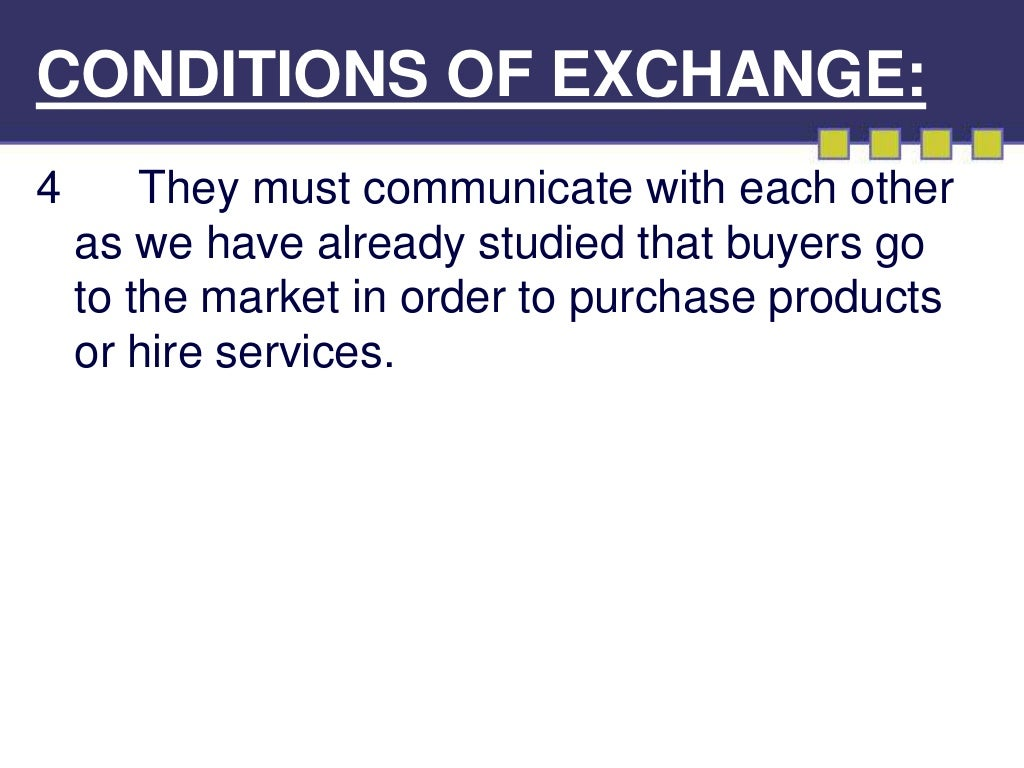 CONDITIONS OF EXCHANGE:
4 They must communicate with each other
as we have already studied that buyers go
to the market in order to purchase products
or hire services.